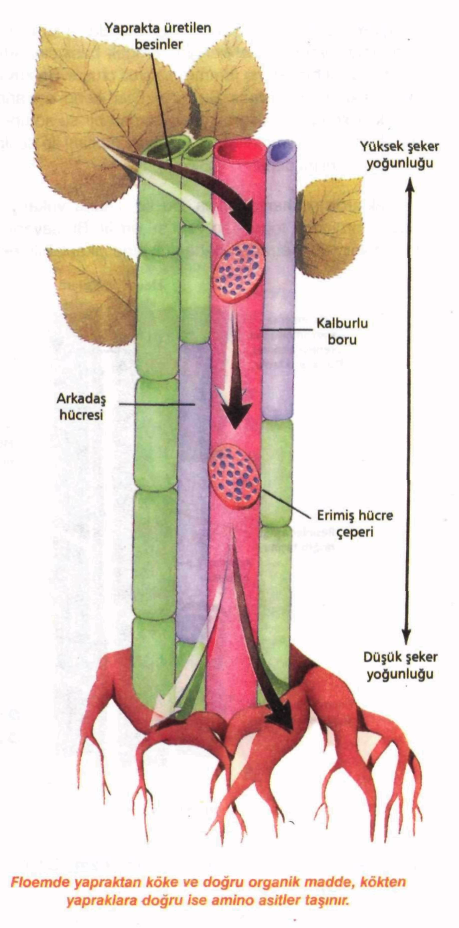 Yaprakta üretilen
besinler
Yüksek şeker
yoğunluğu
Kalburlu
boru
Arkadaş
hücresi
Erimiş hücre
çeperi
Düşük şeker
yoğunluğu
Floemde yapraktan köke ve doğru organik madde, kökten
yapraklara doğru ise amino asitler taşınır.